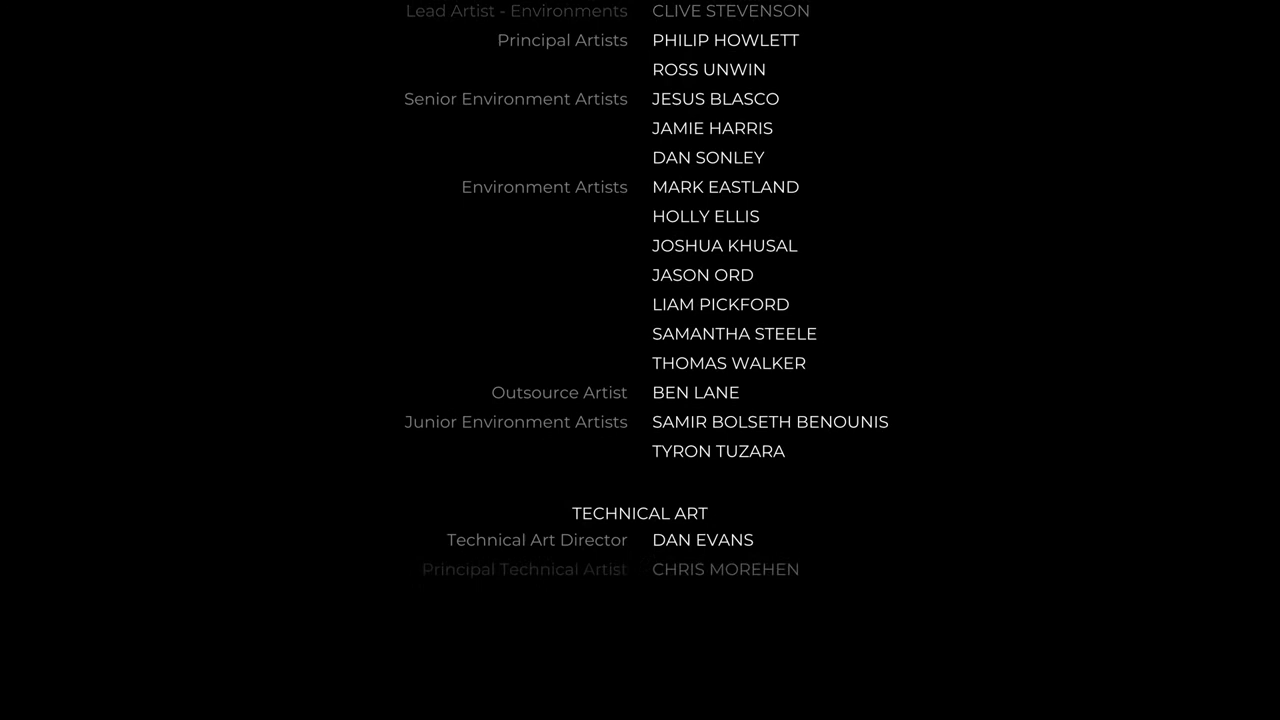 Lead Artist - Environments CLIVE STEVENSON
Principal Artists PHILIP HOWLETT
ROSS UNWIN
Senior Environment Artists JESUS BLASCO
JAMIE HARRIS
DAN SONLEY
Environment Artists MARK EASTLAND
HOLLY ELLIS
JOSHUA KHUSAL
JASON ORD
LIAM PICKFORD
SAMANTHA STEELE
THOMAS WALKER
Outsource Artist BEN LANE
Junior Environment Artists SAMIR BOLSETH BENOUNIS
TYRON TUZARA
TECHNICAL ART
Technical Art Director DAN EVANS
Principal Technical Artist CHRIS MOREHEN